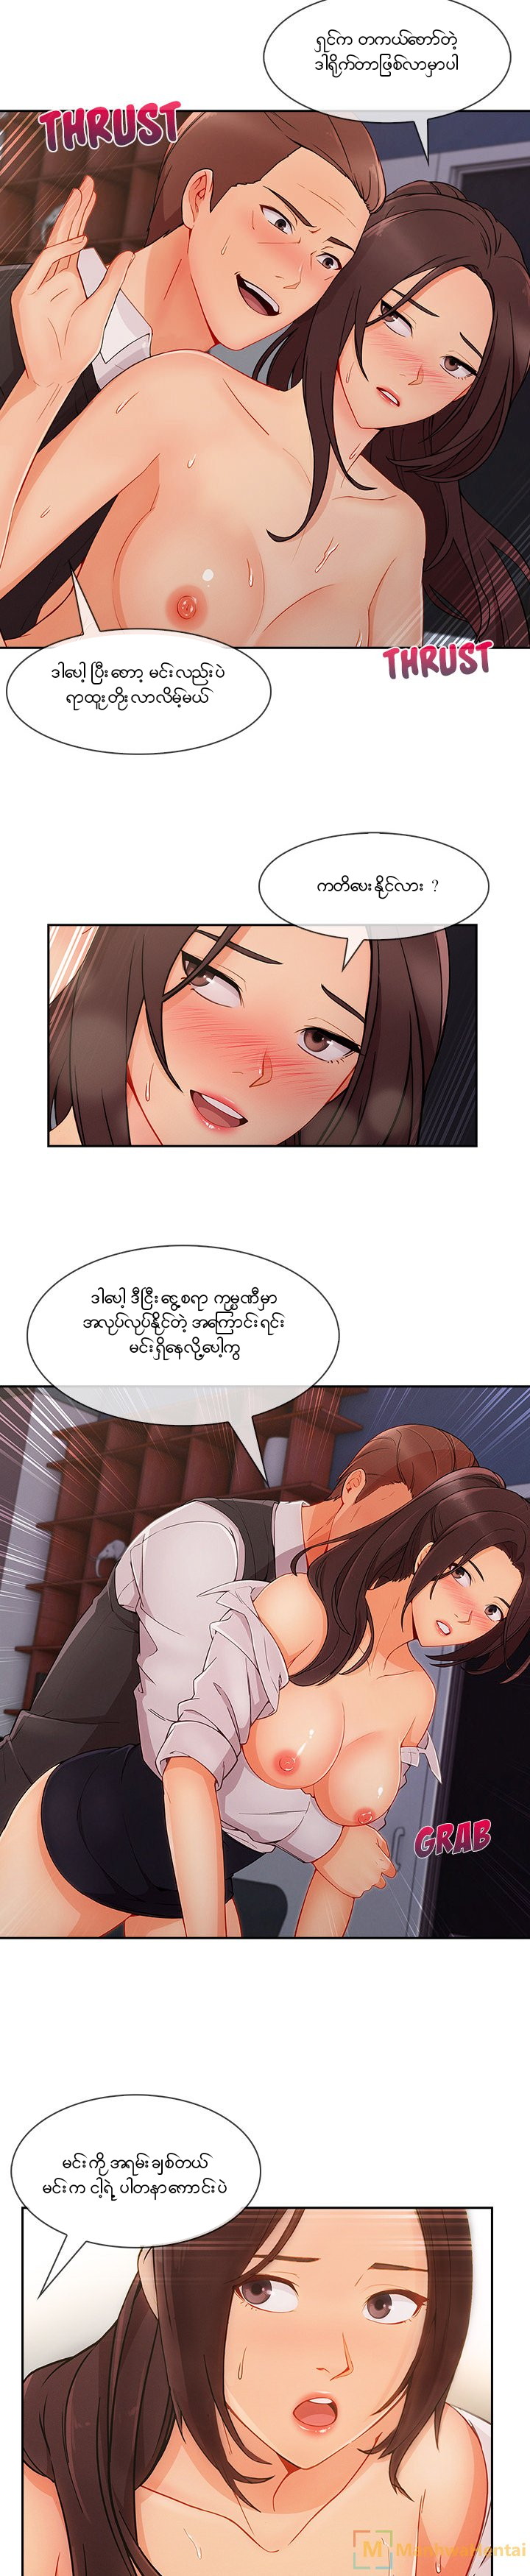 ရှင်က တကယ်တော်တဲ့
ဒါရိုက်တာဖြစ်လာမှာပါ
THRUST
ဒါပေါ့ ပြီးတော့ မင်းလည်းပဲ
ရာထူးတိုးလာလိမ့်မယ်
THRUST
ကတိပေးနိုင်လား ?
ဒါပေါ့ ဒီငြီးငွေ့စရာ ကုမ္ပဏီမှာ
အလုပ်လုပ်နိုင်တဲ့ အကြောင်းရင်း
မင်းရှိနေလို့ပေါ့ကွ
GRAB
မင်းကို အရမ်းချစ်တယ်
မင်းက ငါ့ရဲ့ ပါတနာကောင်းပဲ
M ManhwaHentai